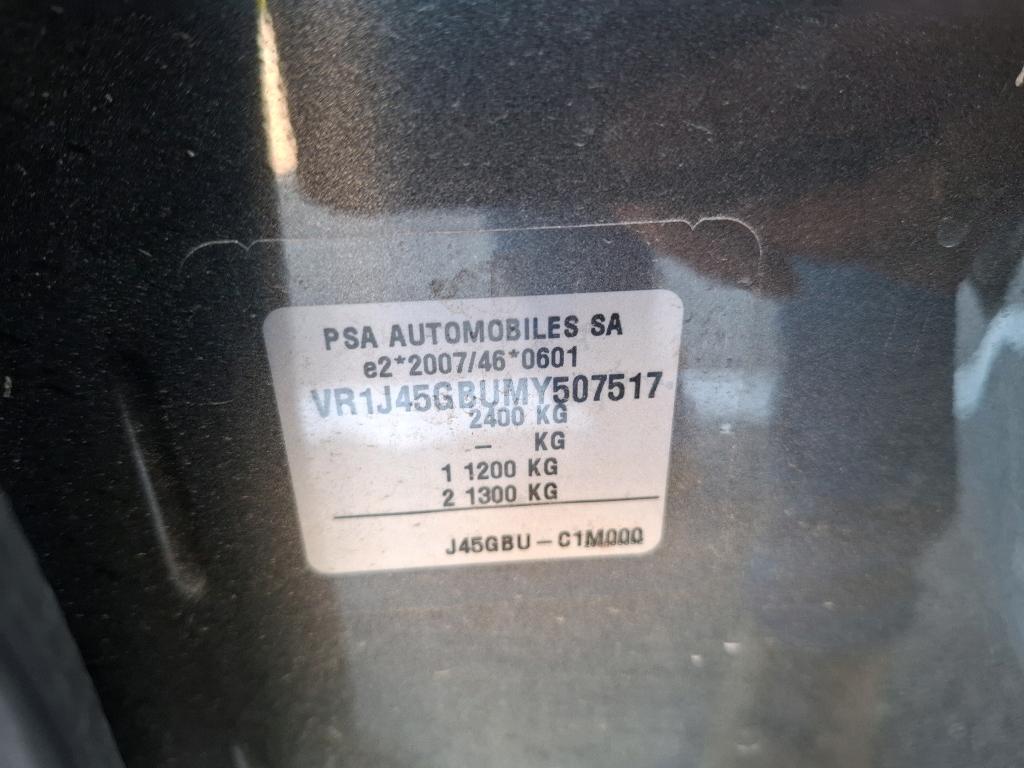 PSA AUTOMOBILES SA
e2*2007/46*0601
VR1J45GBUMY507517
2400 KG
- KG
1 1200 KG
2 1300 KG
J45GBU - C1M000